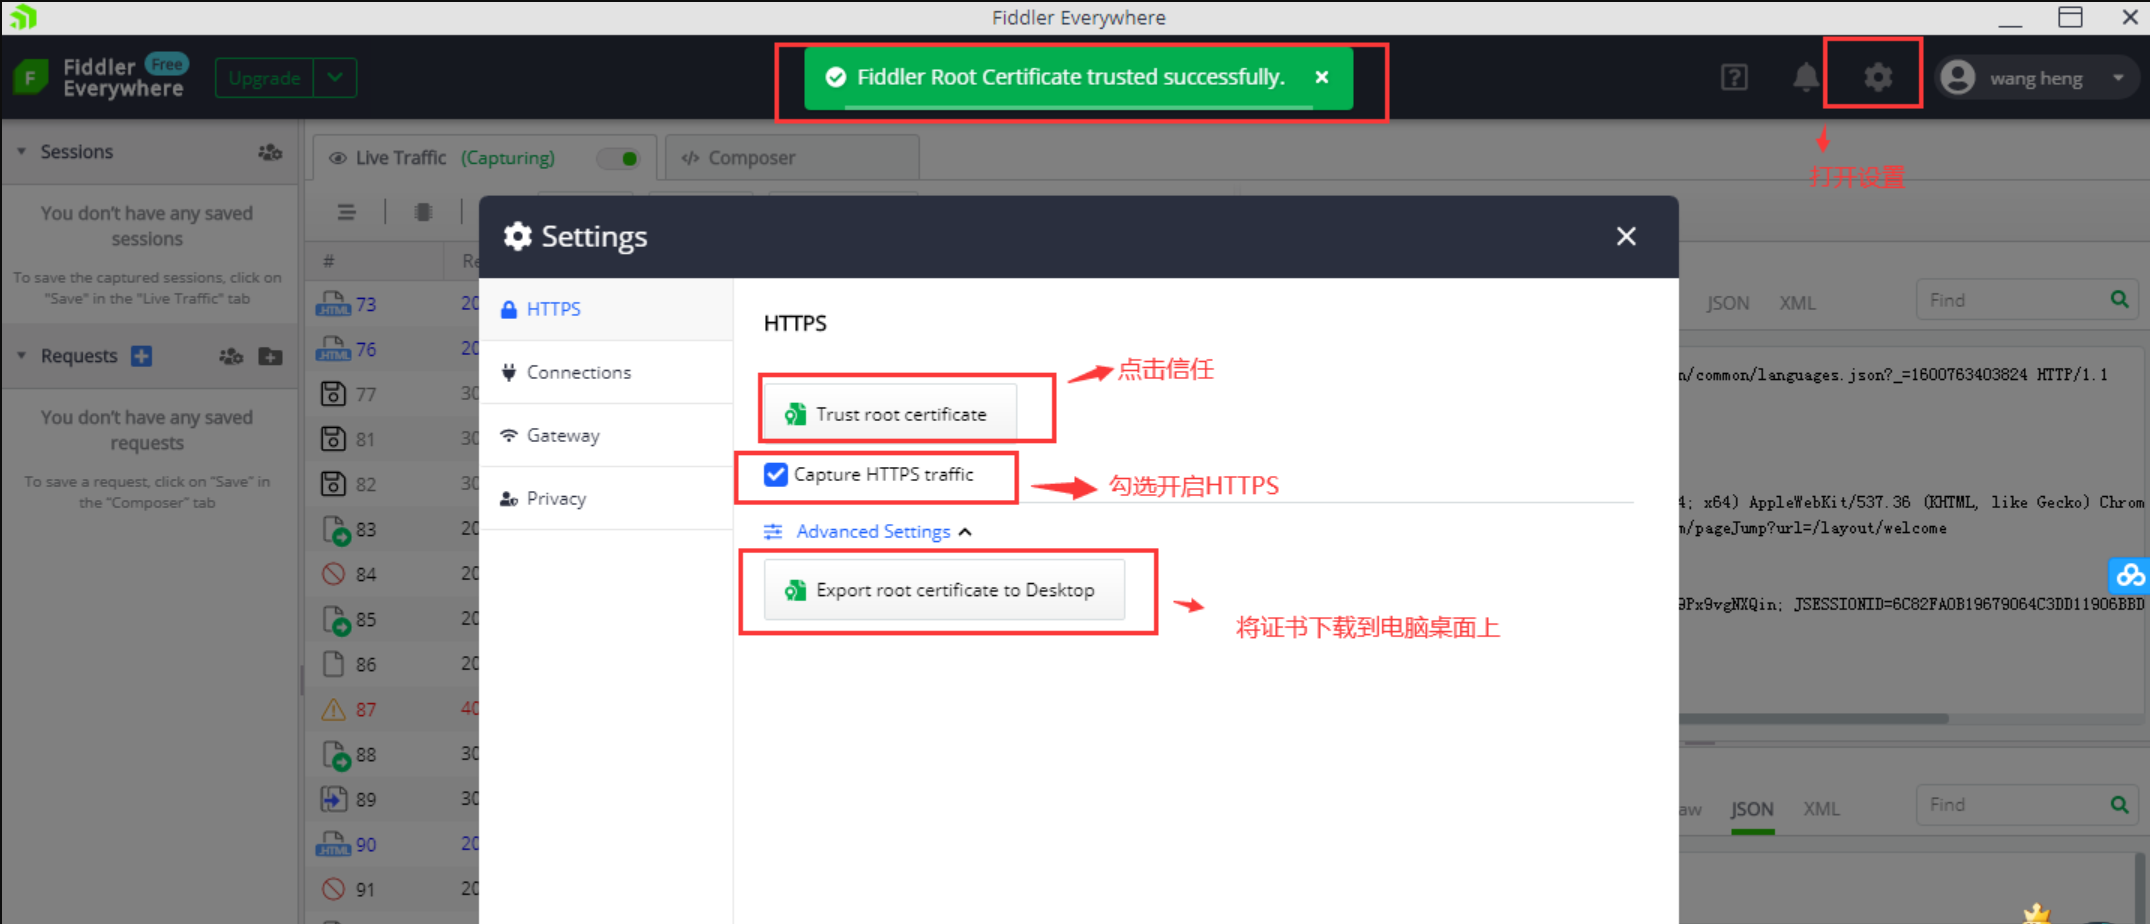 Fiddler Everywhere
Fiddler Free
Everywhere
Upgrade
Fiddler Root Certificate trusted successfully.
wang heng
打开设置
Sessions
You don't have any saved
sessions
To save the captured sessions, click on
"Save" in the "Live Traffic" tab
Requests
You don't have any saved
requests
To save a request, click on "Save" in
the "Composer" tab
Live Traffic (Capturing)
Composer
#
Re
73 20
76 20
77 30
81 30
82 30
83 20
84 20
85 20
86 20
87 40
88 30
89 30
90 20
91 20
Settings
HTTPS
Connections
Gateway
Privacy
HTTPS
点击信任
Trust root certificate
Capture HTTPS traffic
勾选开启HTTPS
Advanced Settings
Export root certificate to Desktop
将证书下载到电脑桌面上
JSON XML Find
n/common/languages.json?_=1600763403824 HTTP/1.1
4; x64) AppleWebKit/537.36 (KHTML, like Gecko) Chrom
m/pageJump?url=/layout/welcome
9Px9vgNXQin; JSESSIONID=6C82FA0B19679064C3DD11906BBD
aw JSON XML Find